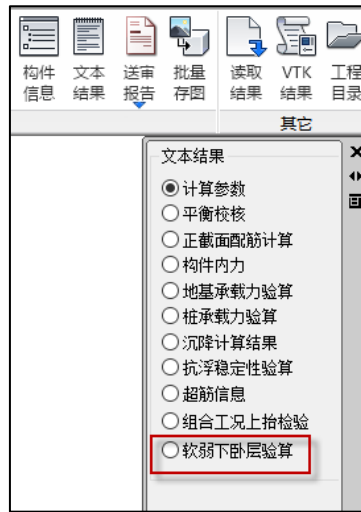 构件 文本 送审 批量 读取 VTK 工程
信息 结果 报告 存图 结果 结果 目录
其它
文本结果
计算参数
平衡校核
正截面配筋计算
构件内力
地基承载力验算
桩承载力验算
沉降计算结果
抗浮稳定性验算
超筋信息
组合工况上抬检验
软弱下卧层验算